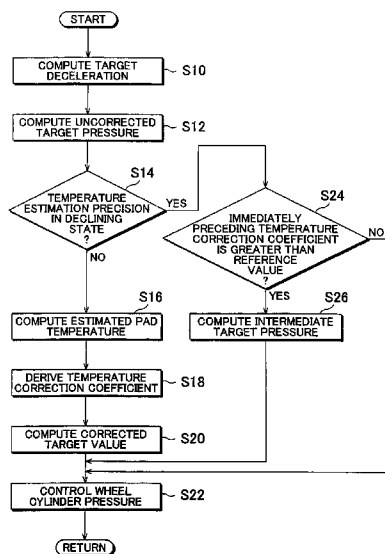 START
COMPUTE TARGET
DECELERATION
S10
COMPUTE UNCORRECTED
TARGET PRESSURE
S12
S14
TEMPERATURE
ESTIMATION PRECISION
IN DECLINING
STATE
?
YES
NO
S24
IMMEDIATELY
PRECEDING TEMPERATURE
CORRECTION COEFFICIENT
IS GREATER THAN
REFERENCE
VALUE
?
NO
YES
S16
COMPUTE ESTIMATED PAD
TEMPERATURE
S26
COMPUTE INTERMEDIATE
TARGET PRESSURE
DERIVE TEMPERATURE
CORRECTION COEFFICIENT
S18
COMPUTE CORRECTED
TARGET VALUE
S20
CONTROL WHEEL
CYLINDER PRESSURE
S22
RETURN